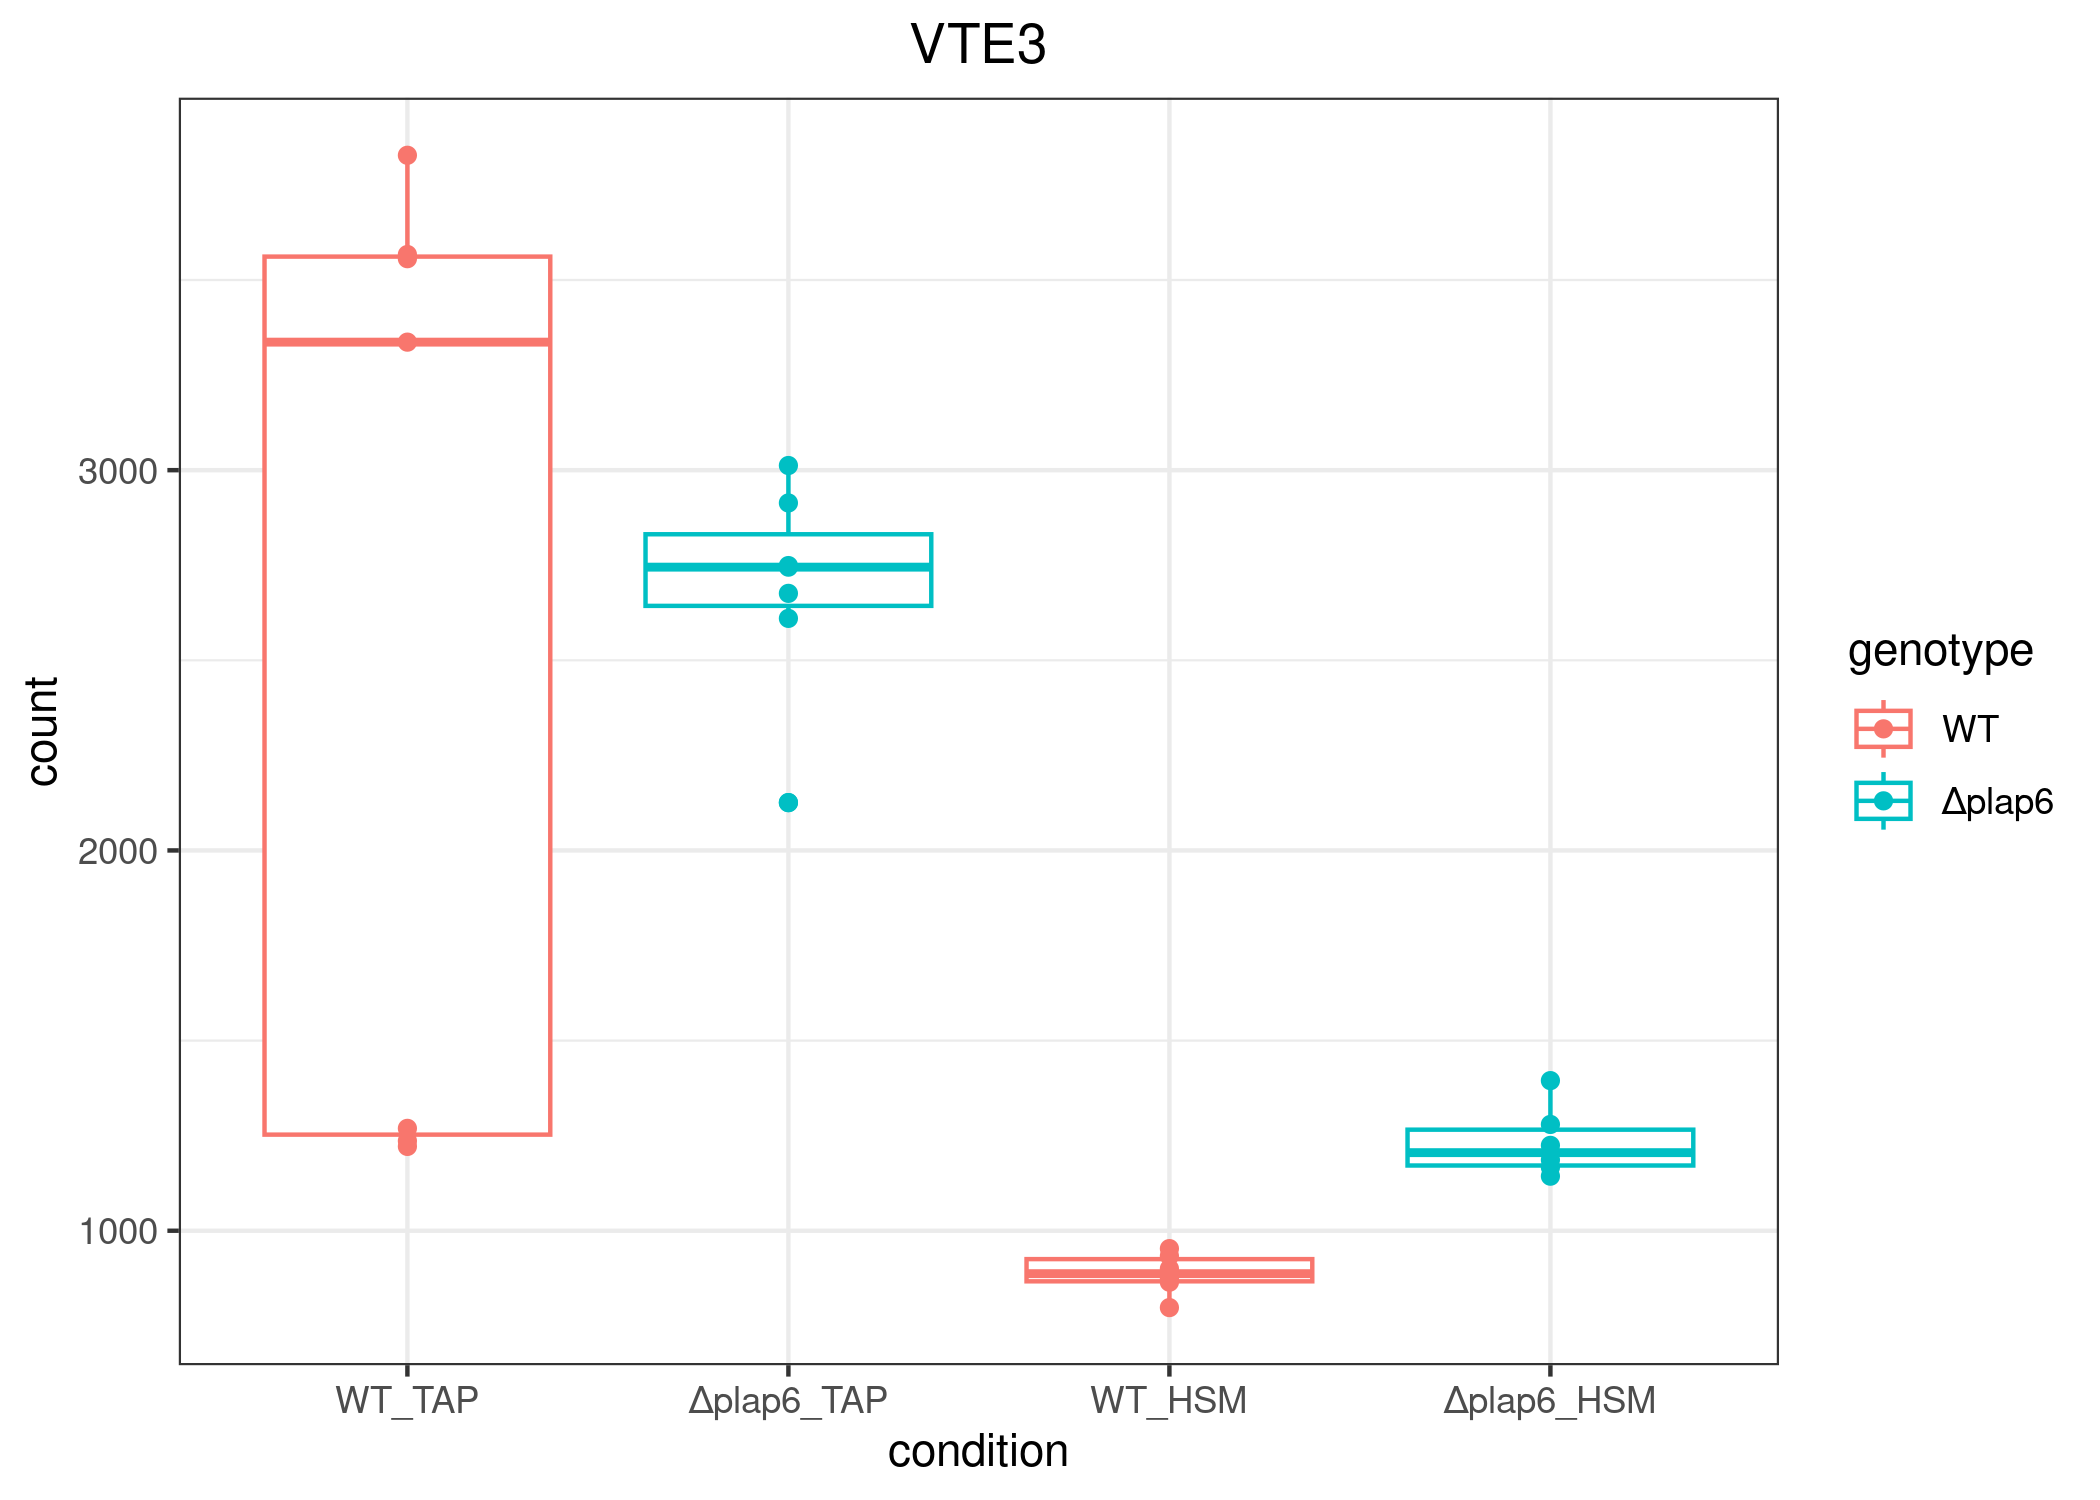 VTE3
count
3000
2000
1000
WT_TAP
Δplap6_TAP
WT_HSM
Δplap6_HSM
condition
genotype
WT
Δplap6